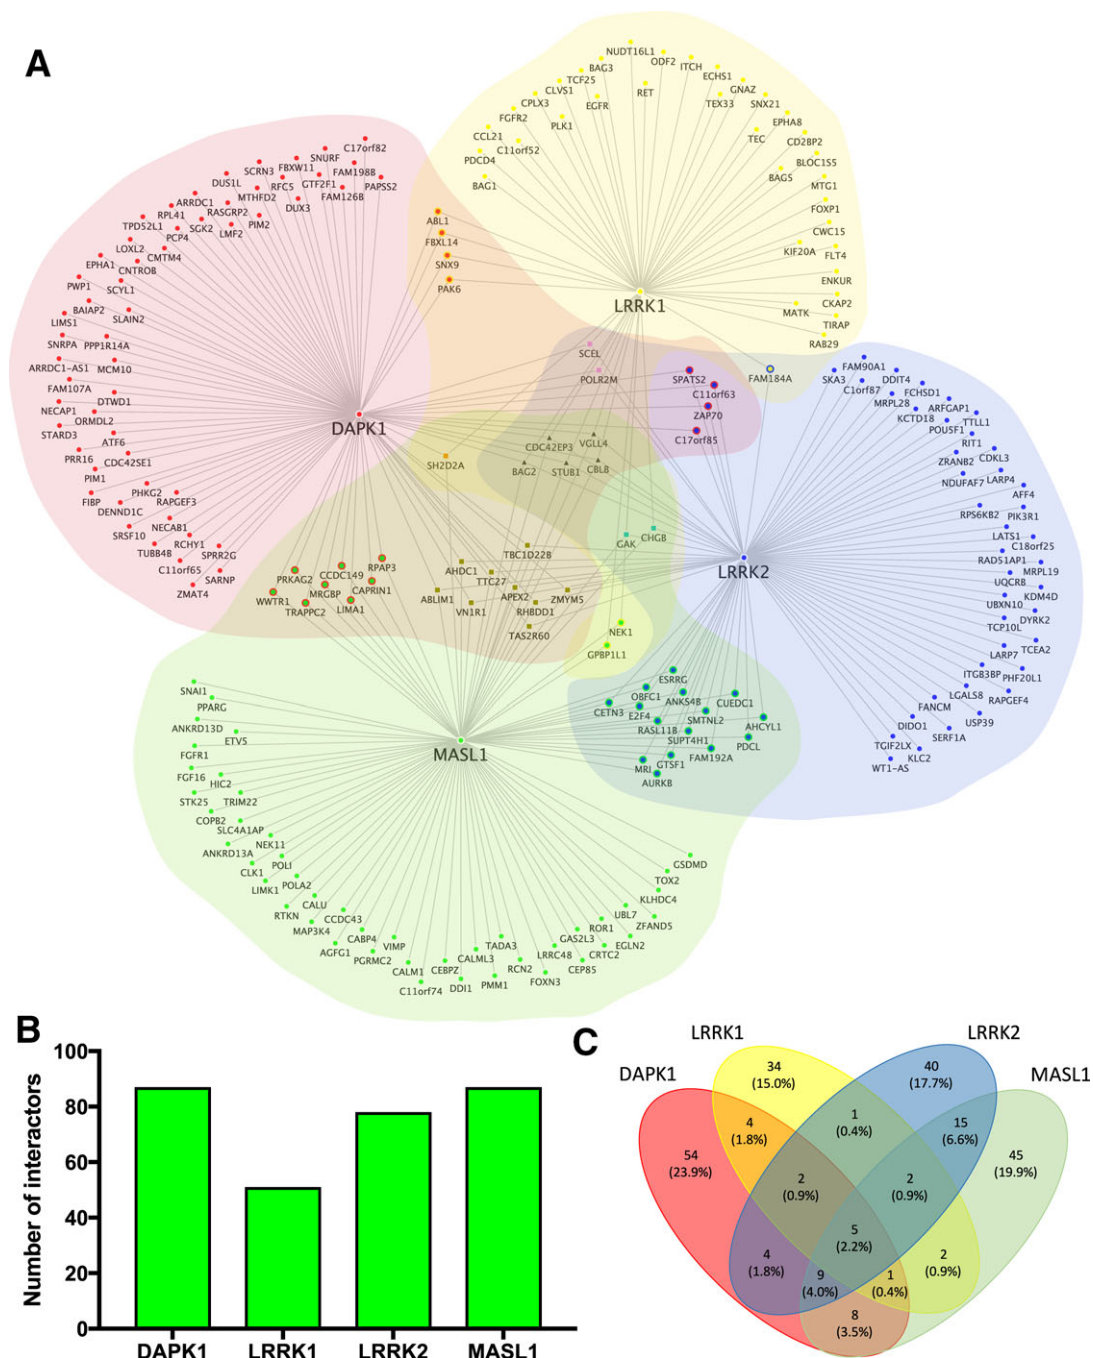 A
NUDT16L1
ODF2
ITCH
BAG3
TCF25
ECHS1
CLVS1
RET
GNAZ
CPLX3
EGFR
TEX33
SNX21
FGFR2
PLK1
EPHA8
CCL21
TEC
CD2BP2
C11orf52
PDCD4
BLOC1S5
BAG1
BAG5
MTG1
FOXP1
CWC15
KIF20A
FLT4
ENKUR
CKAP2
MATK
TIRAP
RAB29
LRRK1
C17orf82
SNURF
FBXW11
FAM198B
SCRN3
GTF2F1
DUS1L
RFC5
PAPSS2
MTHFD2
FAM126B
ARRDC1
DUX3
RPL41
RASGRP2
TPD52L1
SGK2
PIM2
PCP4
LMF2
LOXL2
CMTM4
EPHA1
CNTROB
PWP1
SCYL1
BAIAP2
LIMS1
SLAIN2
SNRPA
PPP1R14A
ARRDC1-AS1
MCM10
FAM107A
DTWD1
NECAP1
ORMDL2
STARD3
ATF6
PRR16
CDC42SE1
PIM1
PHKG2
FIBP
RAPGEF3
DENND1C
NECAB1
SRSF10
RCHY1
TUBB4B
SPRR2G
C11orf65
SARNP
ZMAT4
DAPK1
ABL1
FBXL14
SNX9
PAK6
SCEL
POLR2M
SPATS2
C11orf63
ZAP70
C17orf85
FAM184A
CDC42EP3
VGLL4
BAG2
STUB1
CBLB
SH2D2A
GAK
CHGB
TBC1D22B
AHDC1
TTC27
ABLIM1
APEX2
ZMYM5
VN1R1
RHBDD1
TAS2R60
NEK1
GPBP1L1
RPAP3
CCDC149
PRKAG2
CAPRIN1
MRGBP
WWTR1
LIMA1
TRAPPC2
LRRK2
FAM90A1
SKA3
DDIT4
C1orf87
FCHSD1
MRPL28
ARFGAP1
KCTD18
TTLL1
POU5F1
RIT1
CDKL3
ZRANB2
LARP4
NDUFAF7
AFF4
RPS6KB2
PIK3R1
LATS1
C18orf25
RAD51AP1
MRPL19
UQCRB
KDM4D
UBXN10
DYRK2
TCP10L
TCEA2
LARP7
ITGB3BP
PHF20L1
LGALS8
RAPGEF4
FANCM
USP39
DIDO1
SERF1A
TGIF2LX
KLC2
WT1-AS
ESRRG
OBFC1
ANKS4B
CUEDC1
CETN3
E2F4
SMTNL2
AHCYL1
RASL11B
SUPT4H1
PDCL
FAM192A
MRI
GTSF1
AURKB
MASL1
SNAI1
PPARG
ANKRD13D
ETV5
FGFR1
FGF16
HIC2
STK25
TRIM22
COPB2
SLC4A1AP
NEK11
ANKRD13A
POLI
CLK1
POLA2
LIMK1
CALU
RTKN
CCDC43
MAP3K4
CABP4
AGFG1
VIMP
PGRMC2
CALM1
CEBPZ
C11orf74
CALML3
DDI1
TADA3
PMM1
RCN2
FOXN3
LRRC48
GAS2L3
CEP85
ROR1
CRTC2
UBL7
EGLN2
ZFAND5
KLHDC4
TOX2
GSDMD
B
Number of interactors
100
80
60
40
20
0
DAPK1 LRRK1 LRRK2 MASL1
C
LRRK1 LRRK2
DAPK1 MASL1
34
(15.0%)
40
(17.7%)
4
(1.8%)
1
(0.4%)
15
(6.6%)
54
(23.9%)
45
(19.9%)
2
(0.9%)
2
(0.9%)
5
(2.2%)
4
(1.8%)
9
(4.0%)
1
(0.4%)
2
(0.9%)
8
(3.5%)